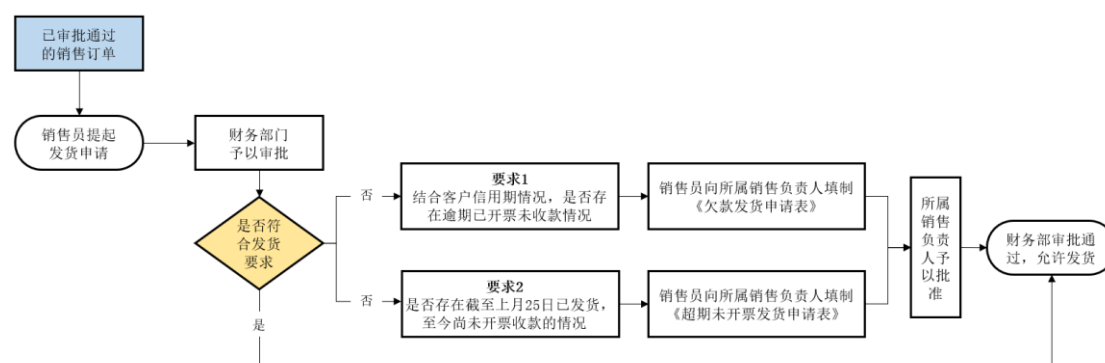 已审批通过
的销售订单
销售员提起
发货申请
财务部门
予以审批
是否符
合发货
要求
否
要求1
结合客户信用期情况，是否存
在逾期已开票未收款情况
销售员向所属销售负责人填制
《欠款发货申请表》
否
要求2
是否存在截至上月25日已发货，
至今尚未开票收款的情况
销售员向所属销售负责人填制
《超期未开票发货申请表》
所属
销售
负责
人予
以批
准
财务部审批通
过，允许发货
是